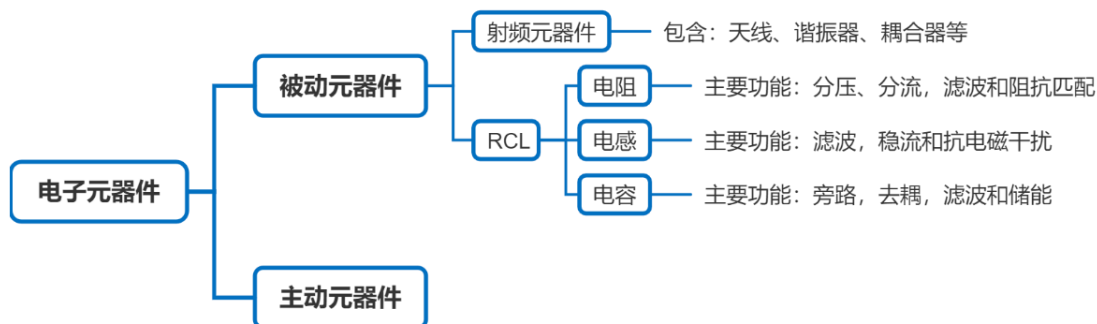 电子元器件
被动元器件
射频元器件
包含：天线、谐振器、耦合器等
RCL
电阻
主要功能：分压、分流，滤波和阻抗匹配
电感
主要功能：滤波，稳流和抗电磁干扰
电容
主要功能：旁路，去耦，滤波和储能
主动元器件